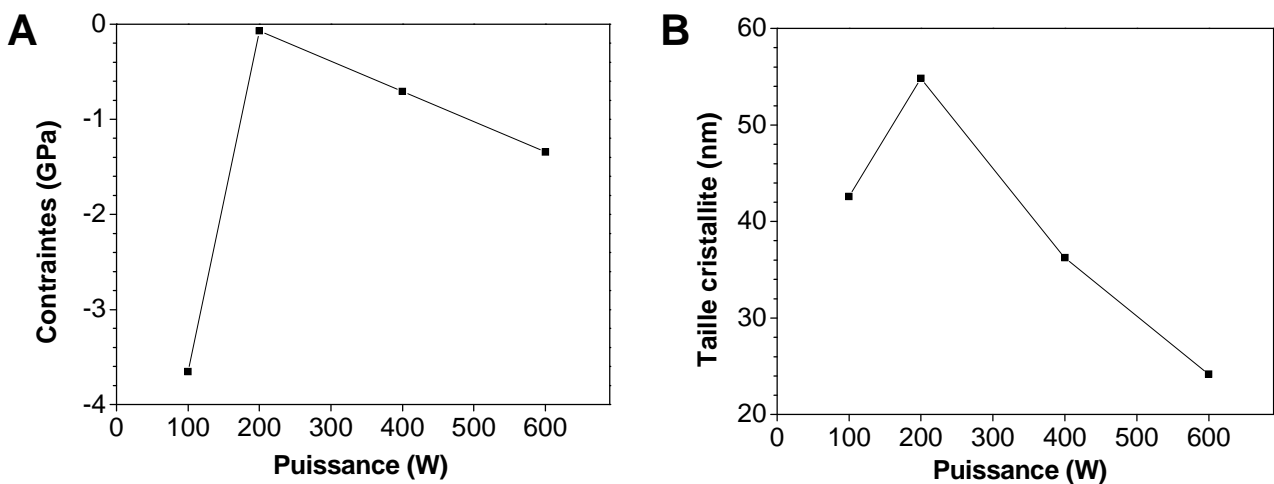 A
Contraintes (GPa)
0
-1
-2
-3
-4
0 100 200 300 400 500 600
Puissance (W)
B
Taille cristallite (nm)
60
50
40
30
20
0 100 200 300 400 500 600
Puissance (W)